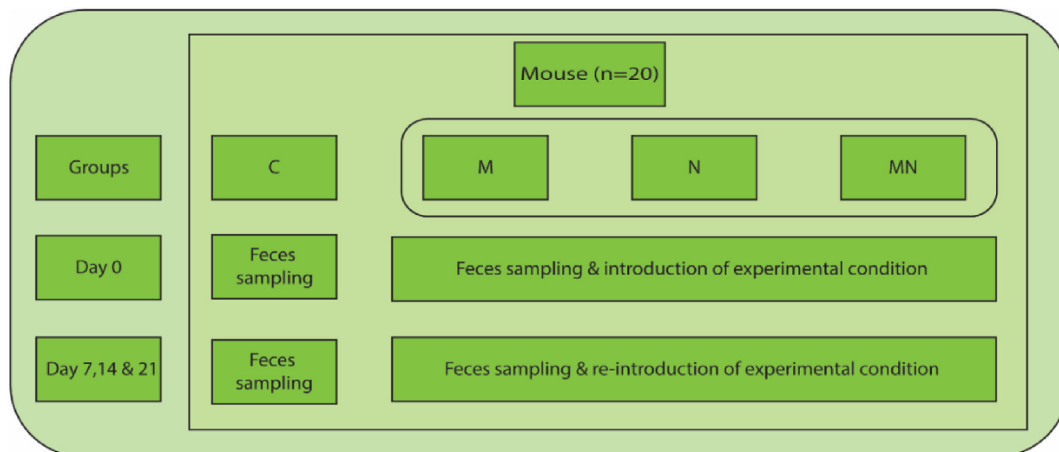 Mouse (n=20)
Groups
C
M
N
MN
Day 0
Feces
sampling
Feces sampling & introduction of experimental condition
Day 7,14 & 21
Feces
sampling
Feces sampling & re-introduction of experimental condition